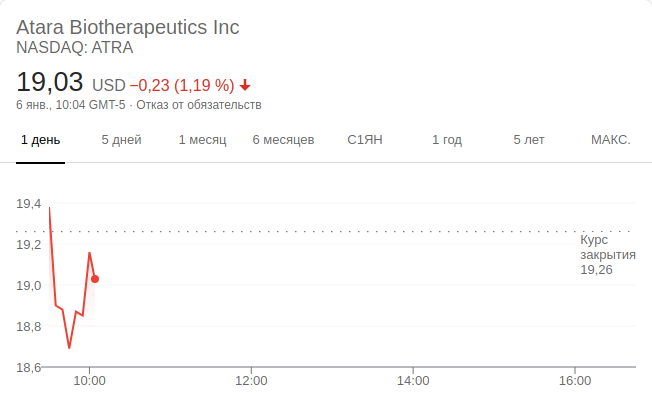 Atara Biotherapeutics Inc
NASDAQ: ATRA
19,03 USD −0,23 (1,19 %)
6 янв., 10:04 GMT-5 · Отказ от обязательств
1 день 5 дней 1 месяц 6 месяцев С1ЯН 1 год 5 лет МАКС.
19,4
Курс
19,2
закрытия
19,26
19,0
18,8
18,6
10:00 12:00 14:00 16:00